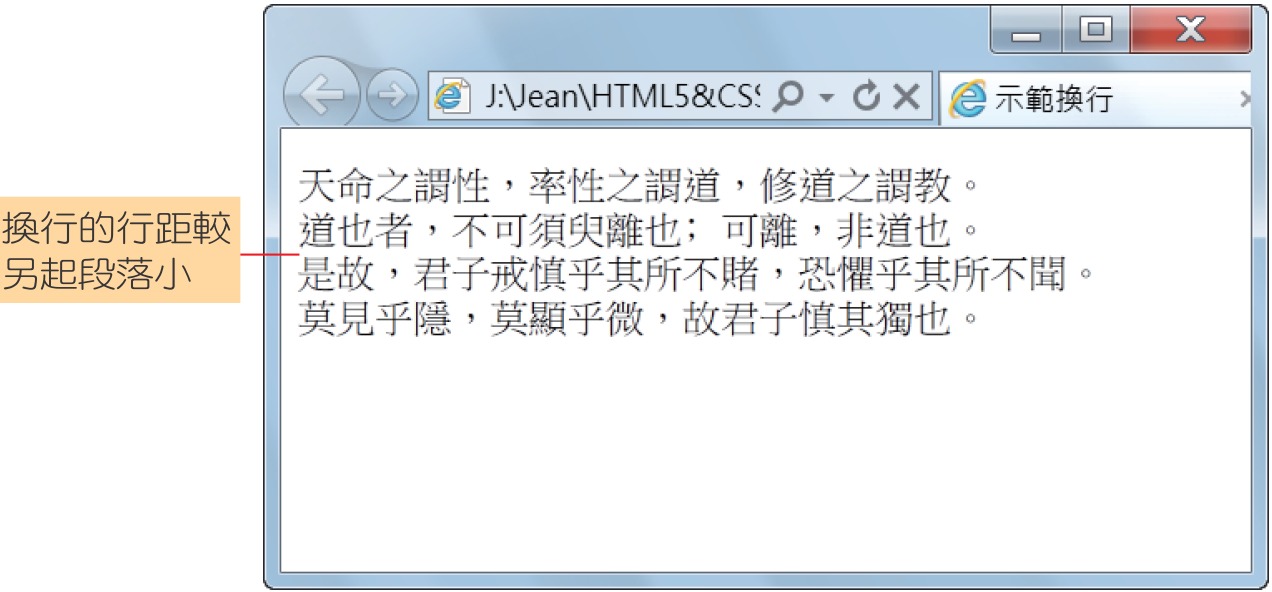 J:\Jean\HTML5&CSS
示範換行
天命之謂性，率性之謂道，修道之謂教。
道也者，不可須臾離也；可離，非道也。
是故，君子戒慎乎其所不睹，恐懼乎其所不聞。
莫見乎隱，莫顯乎微，故君子慎其獨也。
換行的行距較
另起段落小